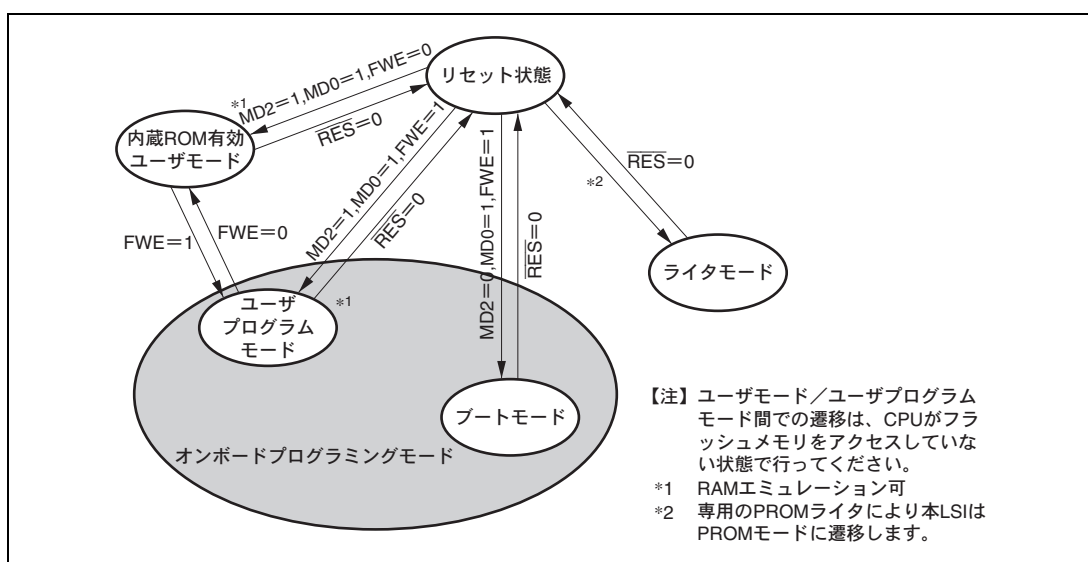 リセット状態
MD2=1,MD0=1,FWE=0
*1
RES=0
内蔵ROM有効
ユーザモード
MD2=1,MD0=1,FWE=1
RES=0
MD2=0,MD0=1,FWE=1
RES=0
RES=0
*2
FWE=1
FWE=0
ライタモード
ユーザ
プログラム
モード
*1
ブートモード
オンボードプログラミングモード
【注】ユーザモード/ユーザプログラム
モード間での遷移は、CPUがフラ
ッシュメモリをアクセスしていな
い状態で行ってください。
*1 RAMエミュレーション可
*2 専用のPROMライタにより本LSIは
PROMモードに遷移します。